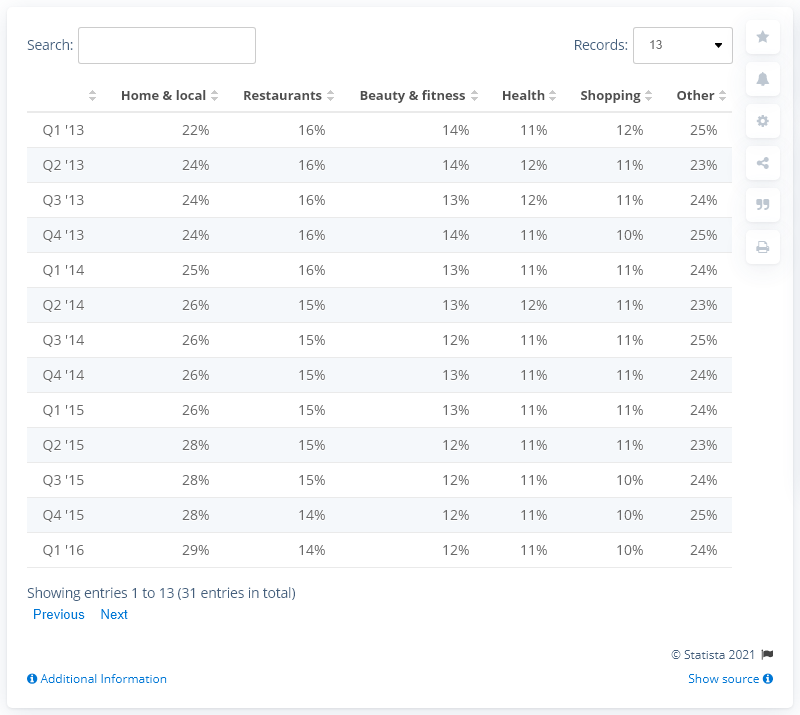 Search:
Records: 13
Home & local Restaurants Beauty & fitness Health Shopping Other
Q1 '13 22% 16% 14% 11% 12% 25%
Q2 '13 24% 16% 14% 12% 11% 23%
Q3 '13 24% 16% 13% 12% 11% 24%
Q4 '13 24% 16% 14% 11% 10% 25%
Q1 '14 25% 16% 13% 11% 11% 24%
Q2 '14 26% 15% 13% 12% 11% 23%
Q3 '14 26% 15% 12% 11% 11% 25%
Q4 '14 26% 15% 13% 11% 11% 24%
Q1 '15 26% 15% 13% 11% 11% 24%
Q2 '15 28% 15% 12% 11% 11% 23%
Q3 '15 28% 15% 12% 11% 10% 24%
Q4 '15 28% 14% 12% 11% 10% 25%
Q1 '16 29% 14% 12% 11% 10% 24%
Showing entries 1 to 13 (31 entries in total)
Previous Next
© Statista 2021
Additional Information Show source